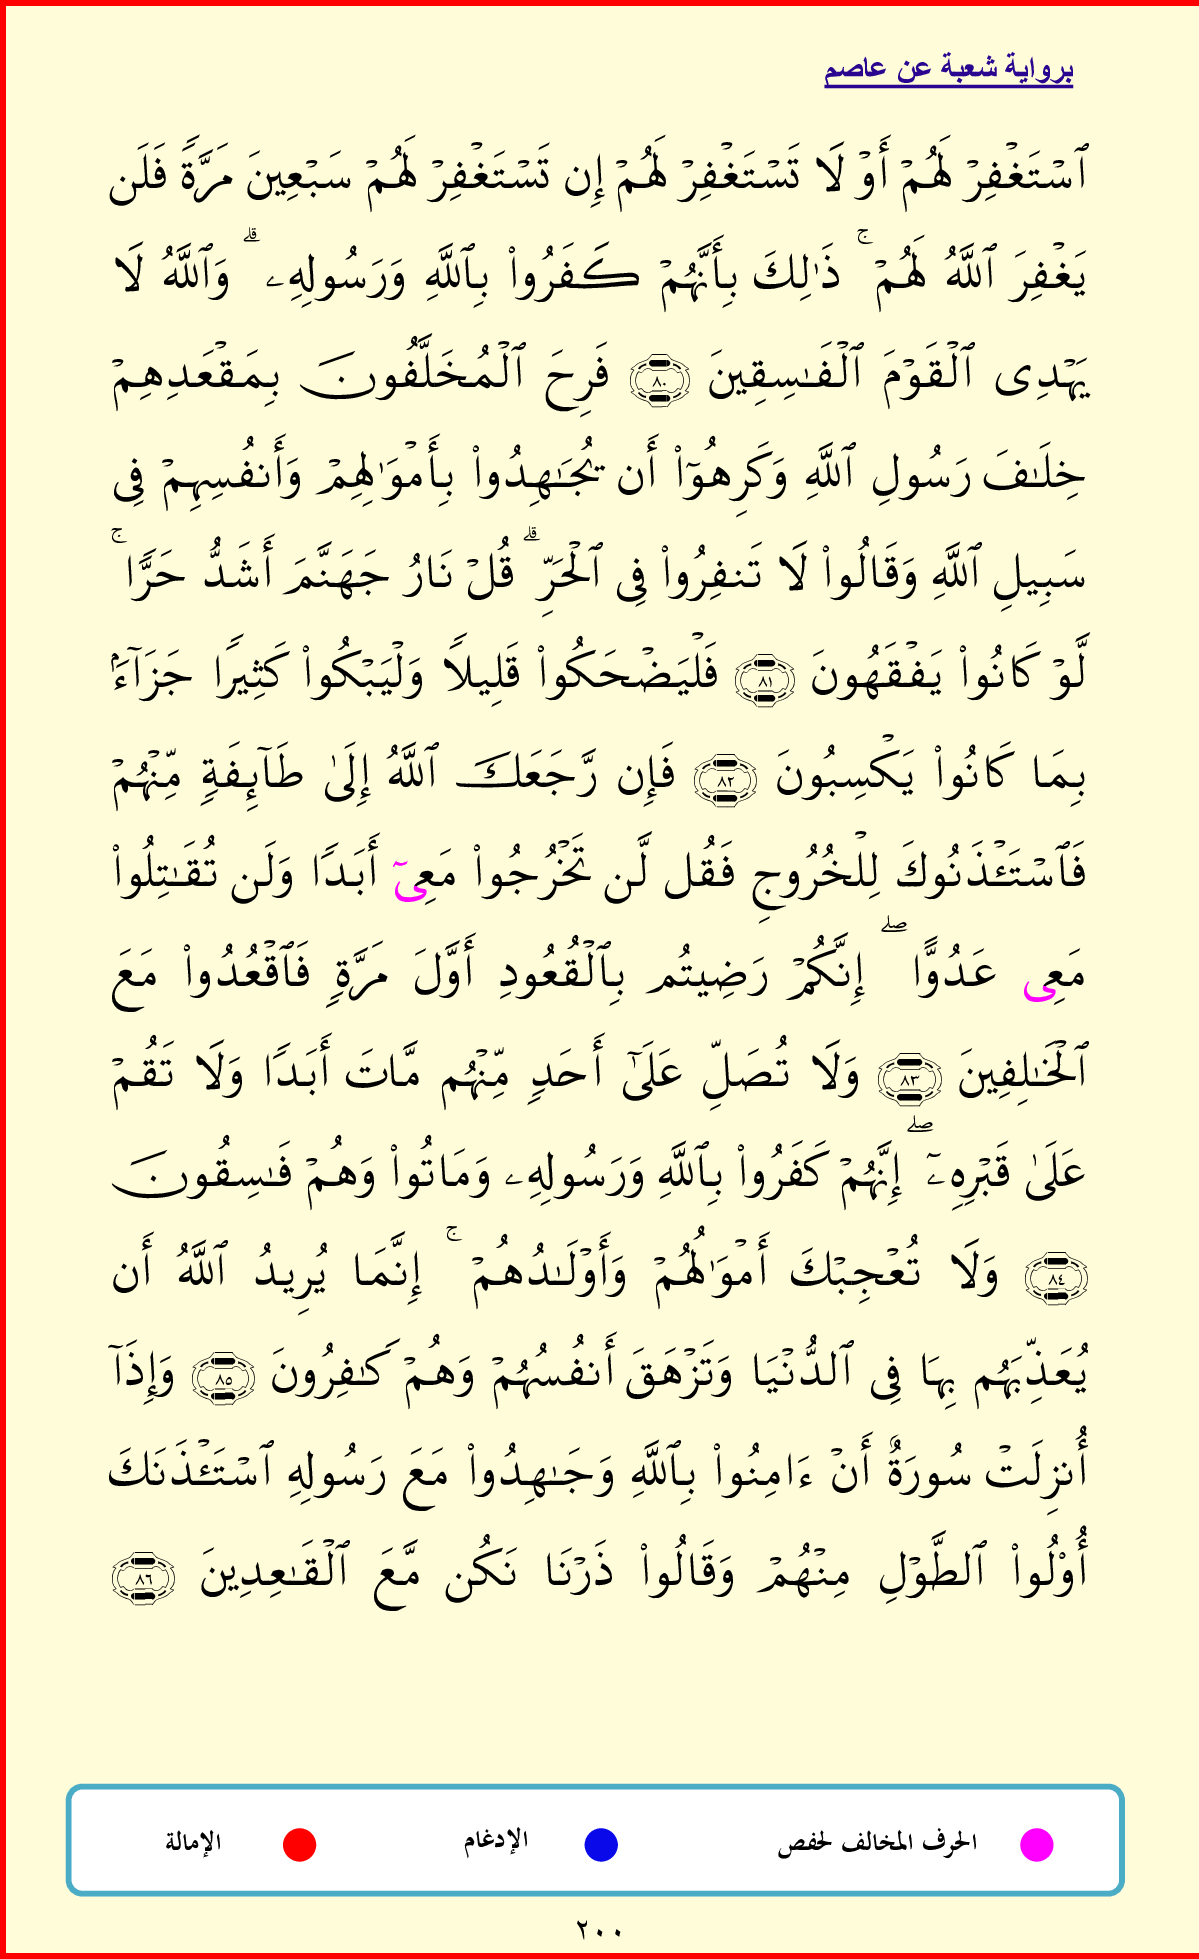 برواية شعبة عن عاصم
ٱسۡتَغۡفِرۡ لَهُمۡ أَوۡ لَا تَسۡتَغۡفِرۡ لَهُمۡ إِن تَسۡتَغۡفِرۡ لَهُمۡ سَبۡعِينَ مَرَّةٗ فَلَن
يَغۡفِرَ ٱللَّهُ لَهُمۡۚ ذَٰلِكَ بِأَنَّهُمۡ كَفَرُواْ بِٱللَّهِ وَرَسُولِهِۦۗ وَٱللَّهُ لَا
يَهۡدِي ٱلۡقَوۡمَ ٱلۡفَٰسِقِينَ ٨٠ فَرِحَ ٱلۡمُخَلَّفُونَ بِمَقۡعَدِهِمۡ
خِلَٰفَ رَسُولِ ٱللَّهِ وَكَرِهُوٓاْ أَن يُجَٰهِدُواْ بِأَمۡوَٰلِهِمۡ وَأَنفُسِهِمۡ فِي
سَبِيلِ ٱللَّهِ وَقَالُواْ لَا تَنفِرُواْ فِي ٱلۡحَرِّۗ قُلۡ نَارُ جَهَنَّمَ أَشَدُّ حَرّٗاۚ
لَّوۡ كَانُواْ يَفۡقَهُونَ ٨١ فَلۡيَضۡحَكُواْ قَلِيلٗا وَلۡيَبۡكُواْ كَثِيرٗا جَزَآءَۢ
بِمَا كَانُواْ يَكۡسِبُونَ ٨٢ فَإِن رَّجَعَكَ ٱللَّهُ إِلَىٰ طَآئِفَةٖ مِّنۡهُمۡ
فَٱسۡتَـٔۡذَنُوكَ لِلۡخُرُوجِ فَقُل لَّن تَخۡرُجُواْ مَعِيٓ أَبَدٗا وَلَن تُقَٰتِلُواْ
مَعِي عَدُوًّاۖ إِنَّكُمۡ رَضِيتُم بِٱلۡقُعُودِ أَوَّلَ مَرَّةٖ فَٱقۡعُدُواْ مَعَ
ٱلۡخَٰلِفِينَ ٨٣ وَلَا تُصَلِّ عَلَىٰٓ أَحَدٖ مِّنۡهُم مَّاتَ أَبَدٗا وَلَا تَقُمۡ
عَلَىٰ قَبۡرِهِۦٓۖ إِنَّهُمۡ كَفَرُواْ بِٱللَّهِ وَرَسُولِهِۦ وَمَاتُواْ وَهُمۡ فَٰسِقُونَ
٨٤ وَلَا تُعۡجِبۡكَ أَمۡوَٰلُهُمۡ وَأَوۡلَٰدُهُمۡۚ إِنَّمَا يُرِيدُ ٱللَّهُ أَن
يُعَذِّبَهُم بِهَا فِي ٱلدُّنۡيَا وَتَزۡهَقَ أَنفُسُهُمۡ وَهُمۡ كَٰفِرُونَ ٨٥ وَإِذَآ
أُنزِلَتۡ سُورَةٌ أَنۡ ءَامِنُواْ بِٱللَّهِ وَجَٰهِدُواْ مَعَ رَسُولِهِ ٱسۡتَـٔۡذَنَكَ
أُوْلُواْ ٱلطَّوۡلِ مِنۡهُمۡ وَقَالُواْ ذَرۡنَا نَكُن مَّعَ ٱلۡقَٰعِدِينَ ٨٦
الحرف المخالف لحفص الإدغام الإمالة
٢٠٠